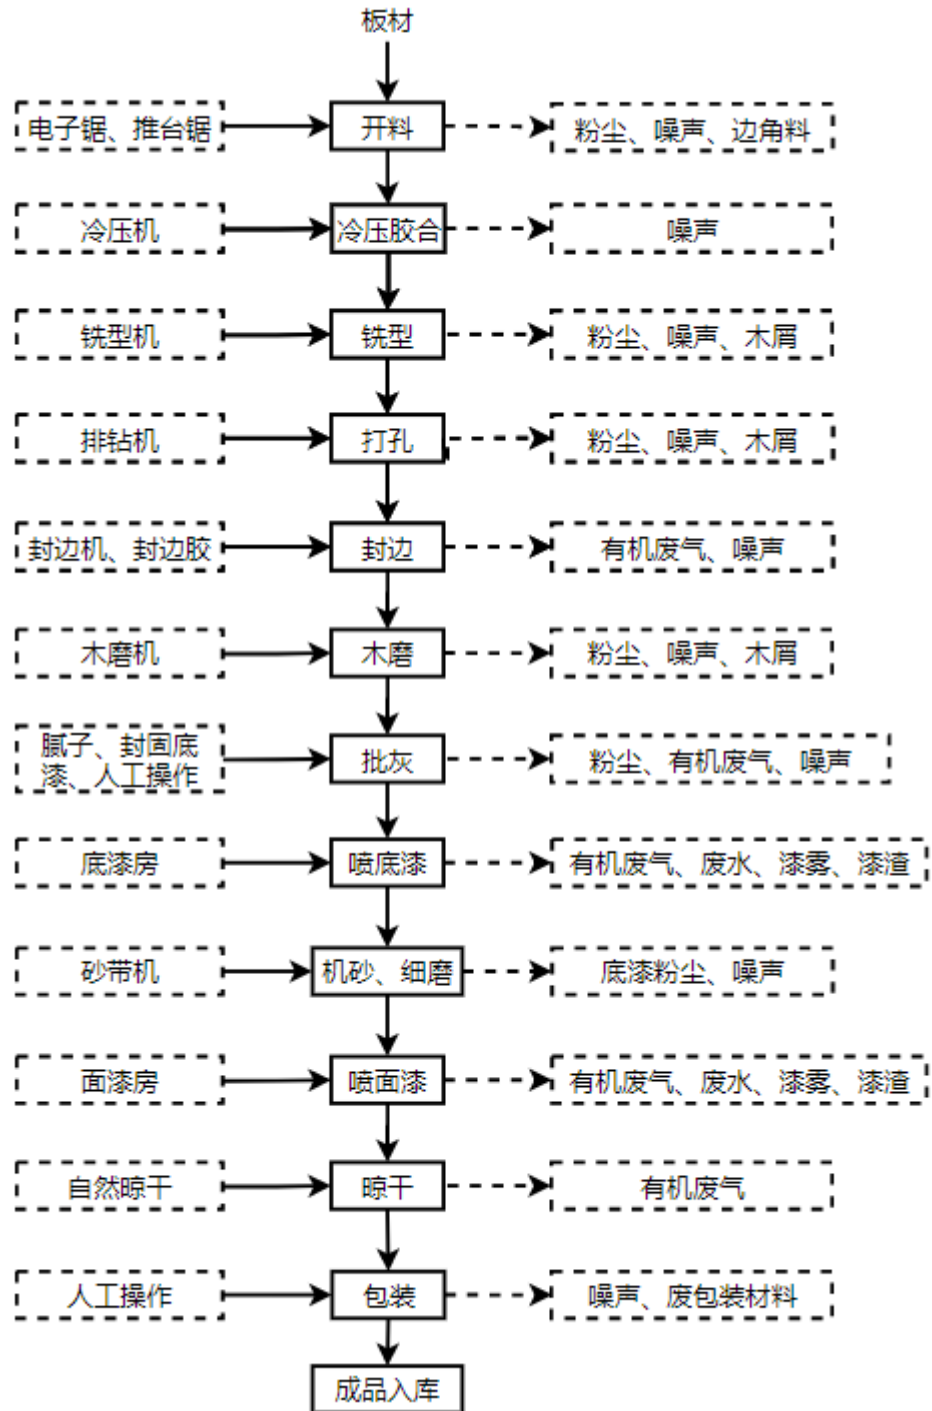 板材
电子锯、推台锯
开料
粉尘、噪声、边角料
冷压机
冷压胶合
噪声
铣型机
铣型
粉尘、噪声、木屑
排钻机
打孔
粉尘、噪声、木屑
封边机、封边胶
封边
有机废气、噪声
木磨机
木磨
粉尘、噪声、木屑
腻子、封固底
漆、人工操作
批灰
粉尘、有机废气、噪声
底漆房
喷底漆
有机废气、废水、漆雾、漆渣
砂带机
机砂、细磨
底漆粉尘、噪声
面漆房
喷面漆
有机废气、废水、漆雾、漆渣
自然晾干
晾干
有机废气
人工操作
包装
噪声、废包装材料
成品入库